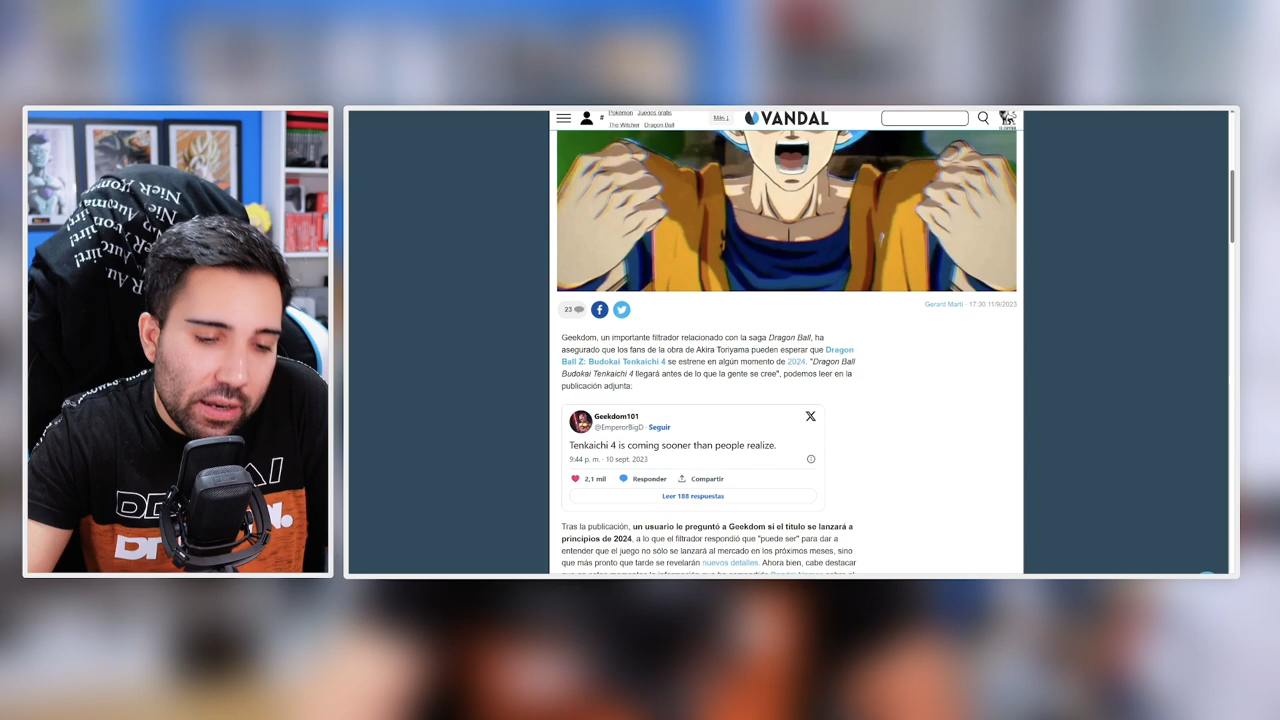 Pokémon Juegos gratis
#
The Witcher Dragon Ball
Más ↓
VANDAL
23
Gerard Martí · 17:30 11/9/2023
Geekdom, un importante filtrador relacionado con la saga Dragon Ball, ha
asegurado que los fans de la obra de Akira Toriyama pueden esperar que Dragon
Ball Z: Budokai Tenkaichi 4 se estrene en algún momento de 2024. "Dragon Ball
Budokai Tenkaichi 4 llegará antes de lo que la gente se cree", podemos leer en la
publicación adjunta:
Geekdom101
@EmperorBigD · Seguir
Tenkaichi 4 is coming sooner than people realize.
9:44 p. m. · 10 sept. 2023
2,1 mil Responder Compartir
Leer 188 respuestas
Tras la publicación, un usuario le preguntó a Geekdom si el título se lanzará a
principios de 2024, a lo que el filtrador respondió que "puede ser" para dar a
entender que el juego no sólo se lanzará al mercado en los próximos meses, sino
que más pronto que tarde se revelarán nuevos detalles. Ahora bien, cabe destacar